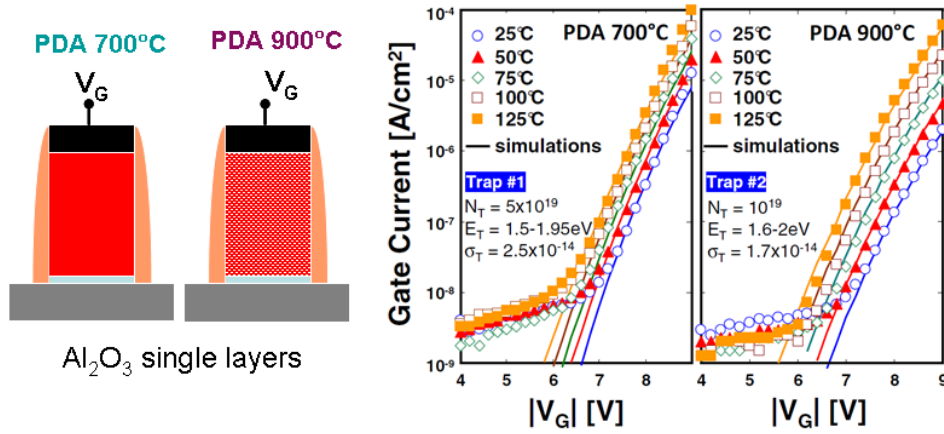 PDA 700°C PDA 900°C
V_G V_G
Al₂O₃ single layers
Gate Current [A/cm²]
10⁻⁴
10⁻⁵
10⁻⁶
10⁻⁷
10⁻⁸
10⁻⁹
PDA 700°C
25°C
50°C
75°C
100°C
125°C
simulations
Trap #1
N_T = 5x10¹⁹
E_T = 1.5-1.95eV
σ_T = 2.5x10⁻¹⁴
4 5 6 7 8
|V_G| [V]
PDA 900°C
25°C
50°C
75°C
100°C
125°C
simulations
Trap #2
N_T = 10¹⁹
E_T = 1.6-2eV
σ_T = 1.7x10⁻¹⁴
4 5 6 7 8 9
|V_G| [V]